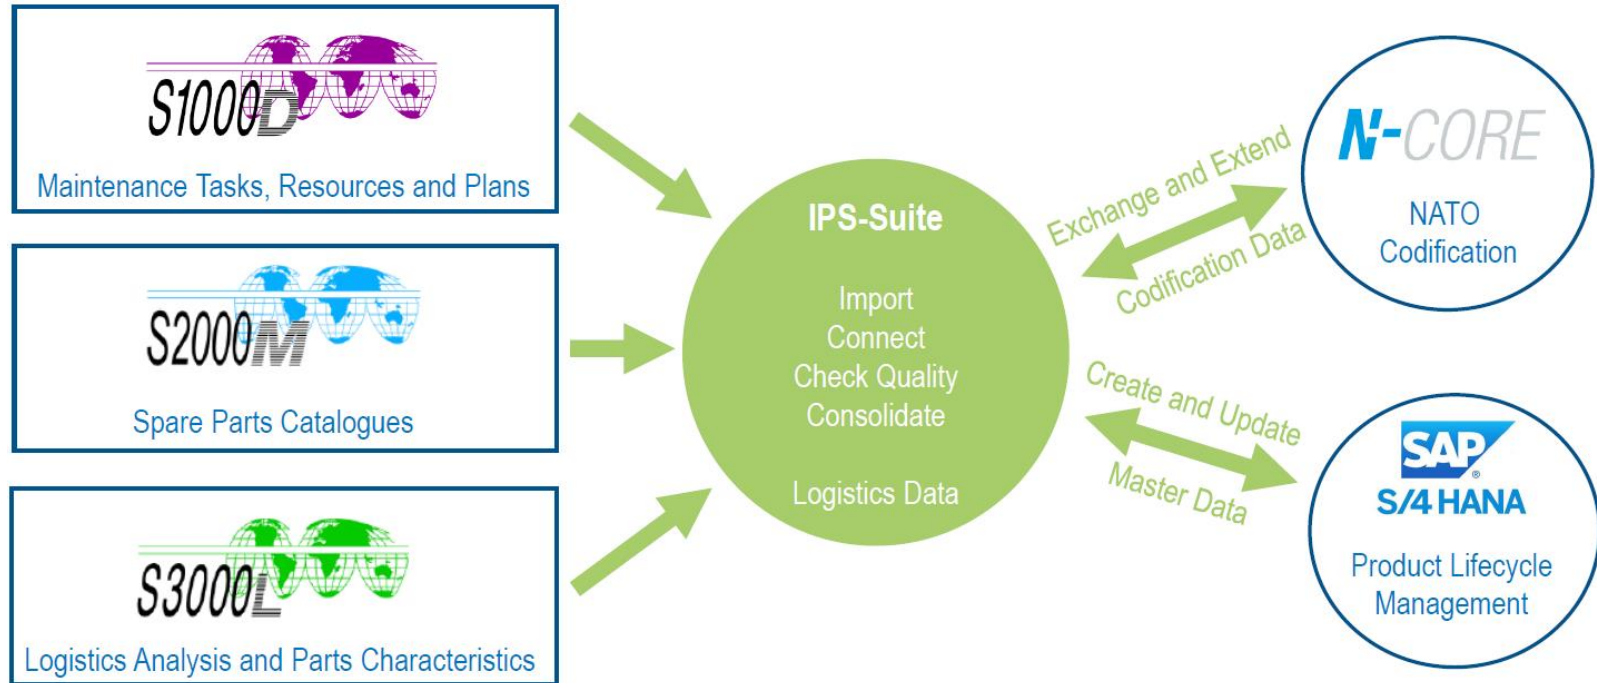 S1000D
Maintenance Tasks, Resources and Plans
S2000M
Spare Parts Catalogues
S3000L
Logistics Analysis and Parts Characteristics
IPS-Suite
Import
Connect
Check Quality
Consolidate
Logistics Data
Exchange and Extend
Codification Data
Create and Update
Master Data
N-CORE
NATO
Codification
SAP®
S/4 HANA
Product Lifecycle
Management